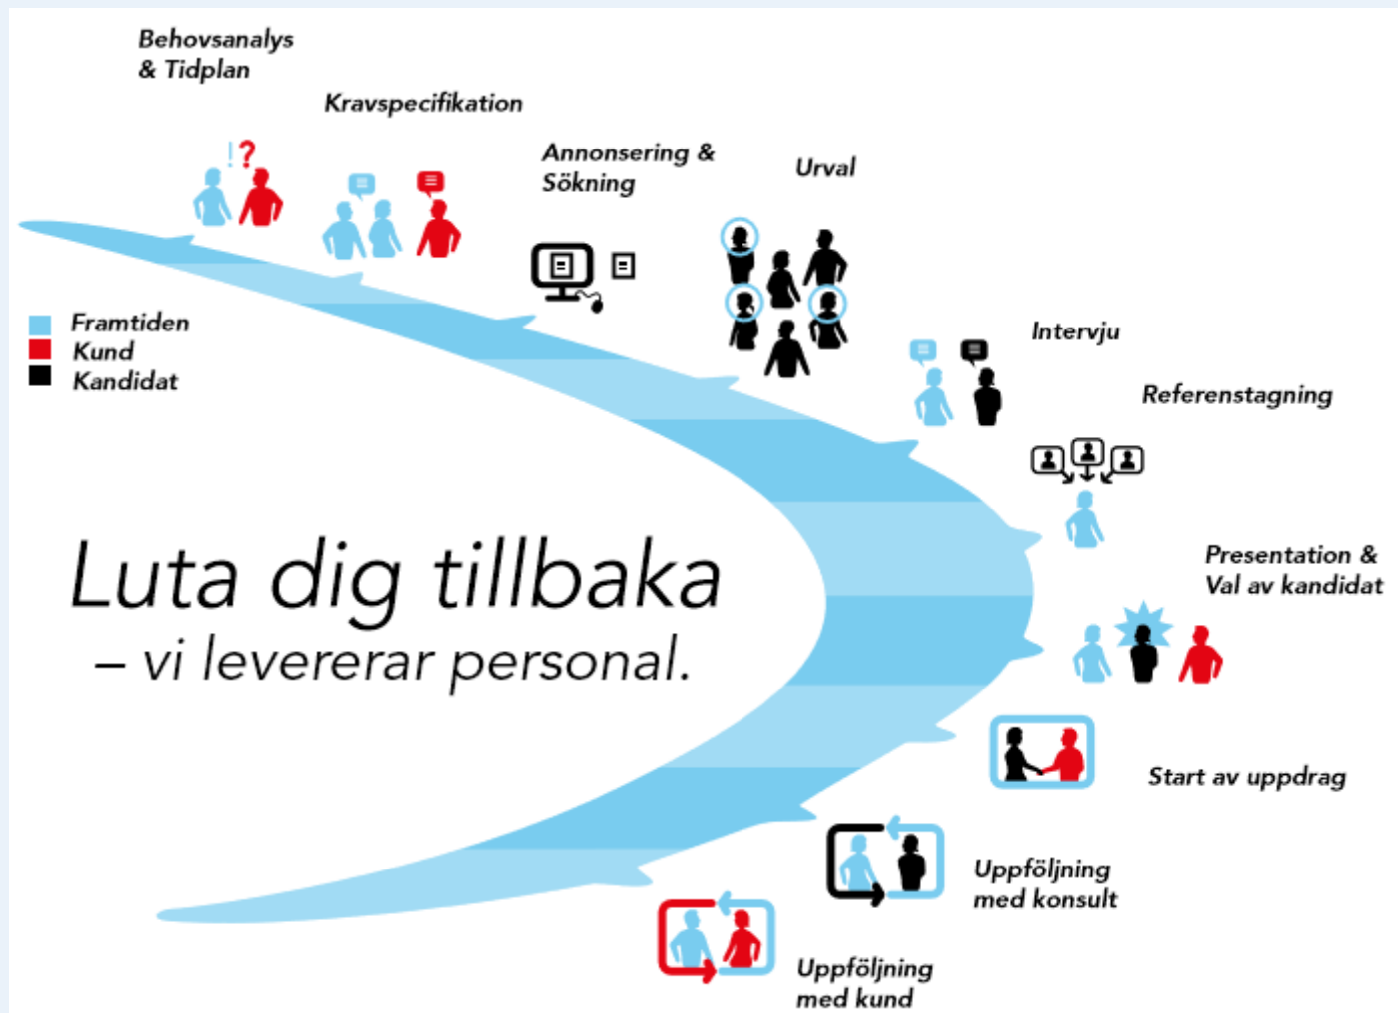 Behovsanalys
& Tidplan
Kravspecifikation
Annonsering &
Sökning
Urval
!?
Framtiden
Kund
Kandidat
Intervju
Referenstagning
Luta dig tillbaka
– vi levererar personal.
Presentation &
Val av kandidat
Start av uppdrag
Uppföljning
med konsult
Uppföljning
med kund